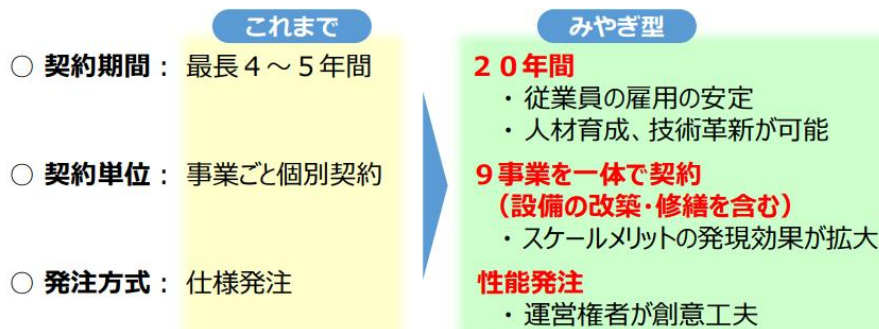 これまで
みやぎ型
○ 契約期間： 最長４～５年間
２０年間
・ 従業員の雇用の安定
・ 人材育成、技術革新が可能
○ 契約単位： 事業ごと個別契約
９事業を一体で契約
（設備の改築・修繕を含む）
・ スケールメリットの発現効果が拡大
○ 発注方式： 仕様発注
性能発注
・ 運営権者が創意工夫